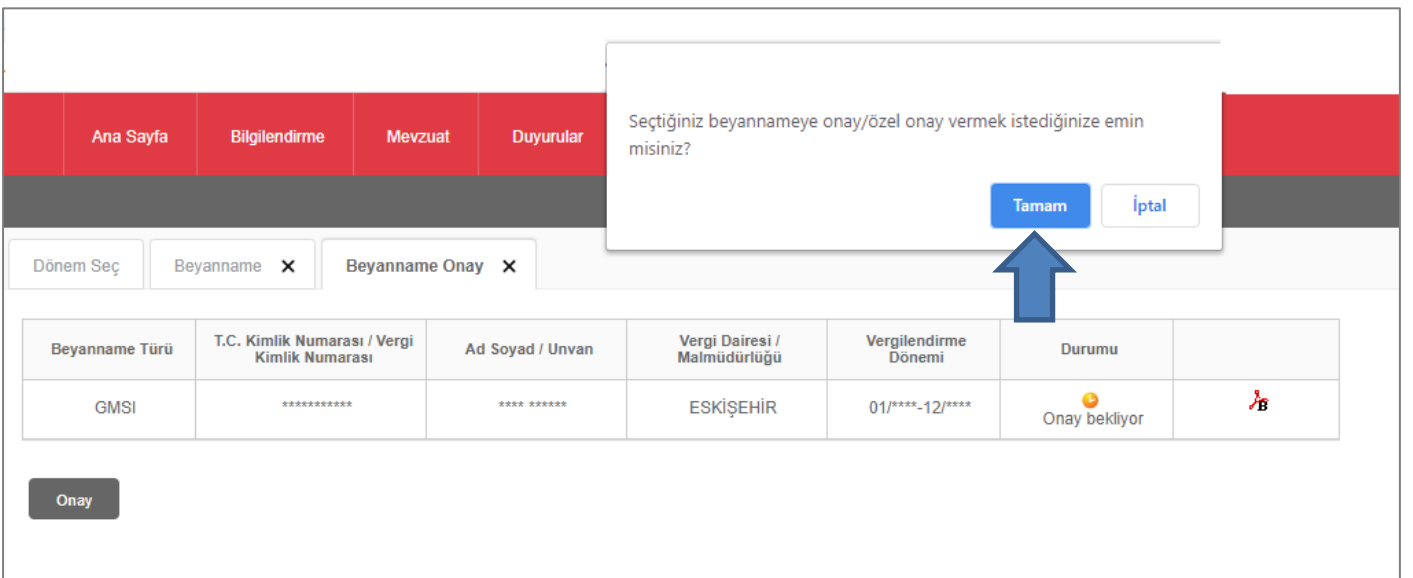 Seçtiğiniz beyannameye onay/özel onay vermek istediğinize emin
misiniz?
Tamam İptal
Ana Sayfa Bilgilendirme Mevzuat Duyurular
Dönem Seç Beyanname X Beyanname Onay X
Beyanname Türü
T.C. Kimlik Numarası / Vergi
Kimlik Numarası
Ad Soyad / Unvan
Vergi Dairesi /
Malmüdürlüğü
Vergilendirme
Dönemi
Durumu
GMSI
***********
**** ******
ESKİŞEHİR
01/****-12/****
Onay bekliyor
B
Onay